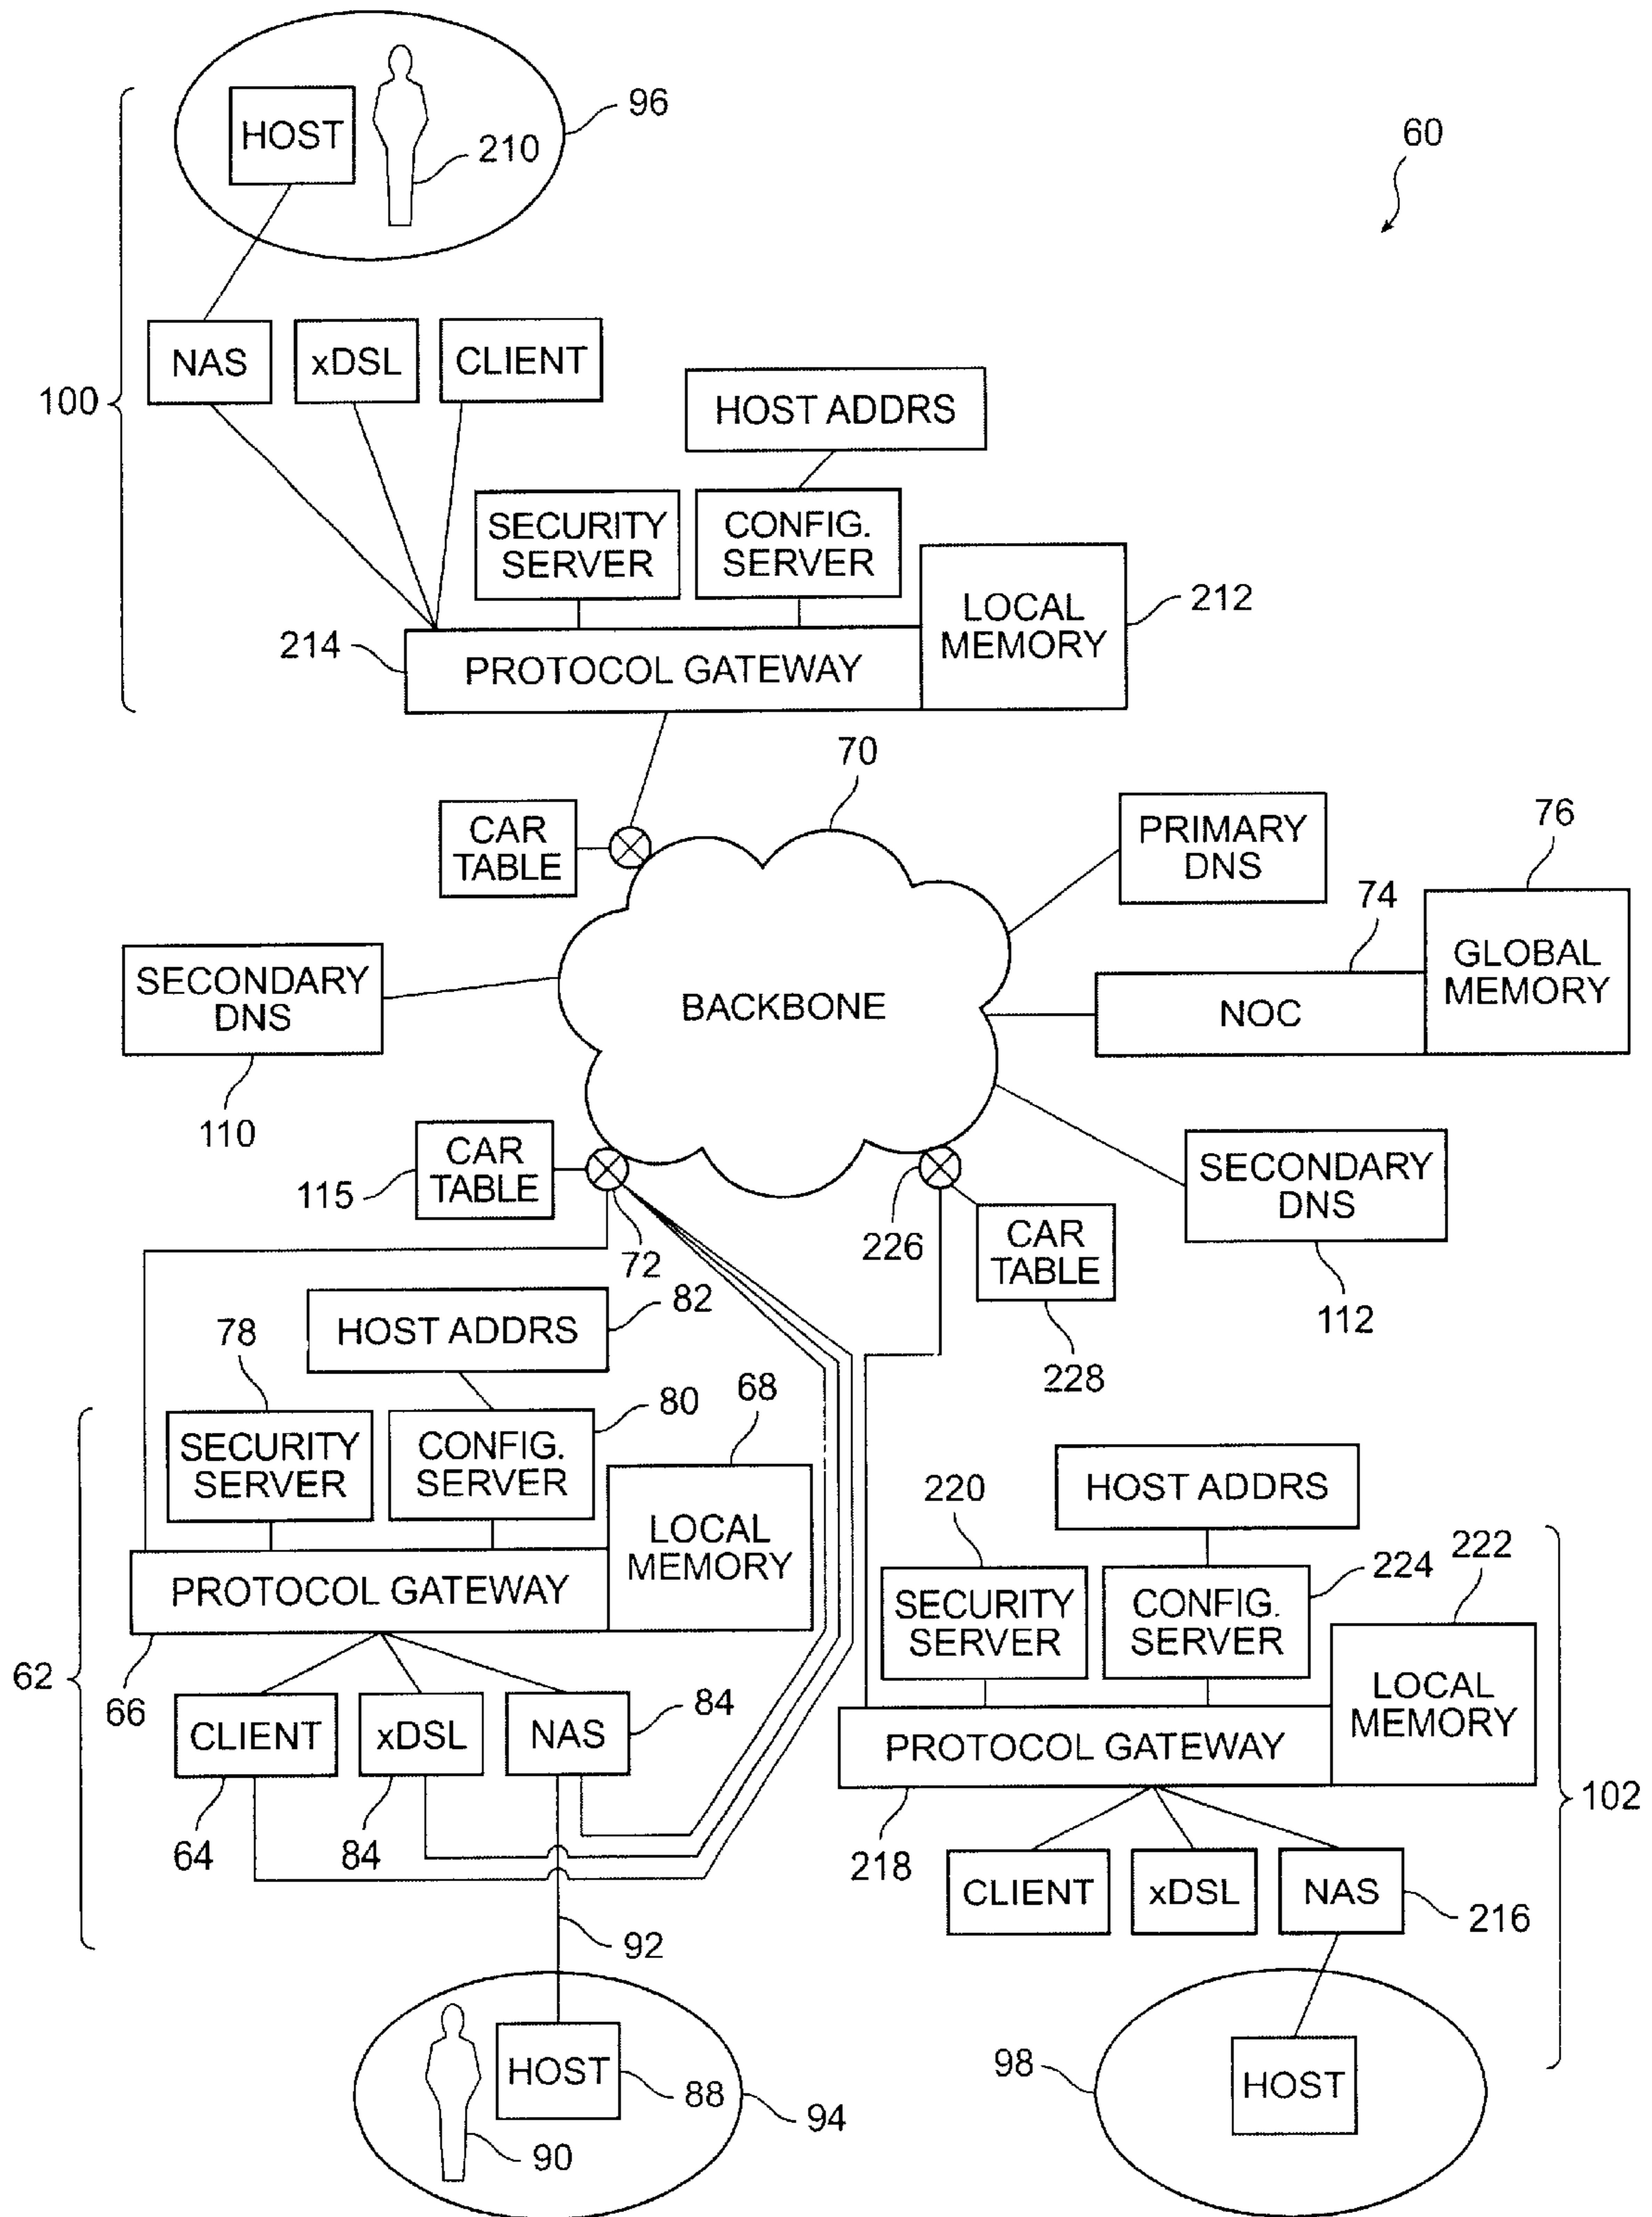 96
60
HOST
210
NAS
xDSL
CLIENT
100
HOST ADDRS
SECURITY
SERVER
CONFIG.
SERVER
LOCAL
MEMORY
212
214
PROTOCOL GATEWAY
70
CAR
TABLE
PRIMARY
DNS
76
74
GLOBAL
MEMORY
SECONDARY
DNS
BACKBONE
NOC
110
CAR
TABLE
115
72
226
SECONDARY
DNS
112
CAR
TABLE
228
82
HOST ADDRS
78
80
68
SECURITY
SERVER
CONFIG.
SERVER
LOCAL
MEMORY
PROTOCOL GATEWAY
62
66
CLIENT
xDSL
NAS
84
64
84
HOST ADDRS
220
224
222
SECURITY
SERVER
CONFIG.
SERVER
LOCAL
MEMORY
PROTOCOL GATEWAY
102
218
CLIENT
xDSL
NAS
216
92
HOST
88
94
90
98
HOST